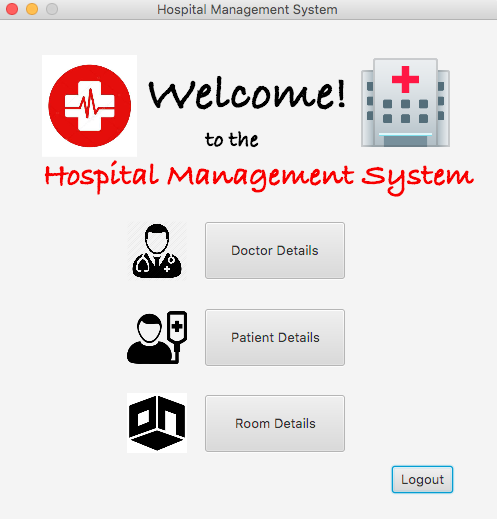 Hospital Management System
Welcome!
to the
Hospital Management System
Doctor Details
Patient Details
Room Details
Logout